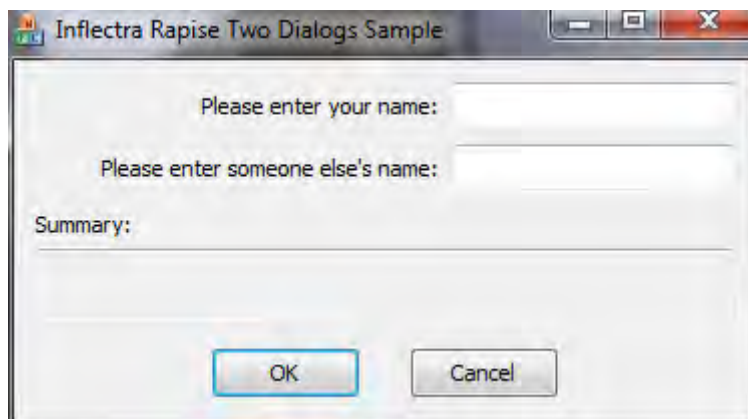 Inflectra Rapise Two Dialogs Sample
Please enter your name:
Please enter someone else's name:
Summary:
OK Cancel